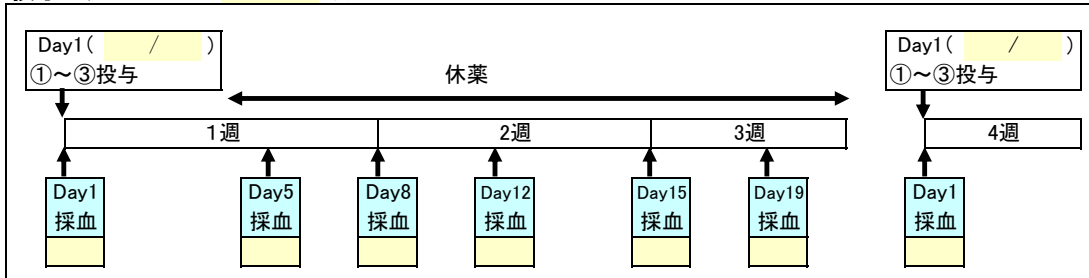 Day1(　/　)
①～③投与
Day1(　/　)
①～③投与
休薬
1週
2週
3週
4週
Day1
採血
Day5
採血
Day8
採血
Day12
採血
Day15
採血
Day19
採血
Day1
採血